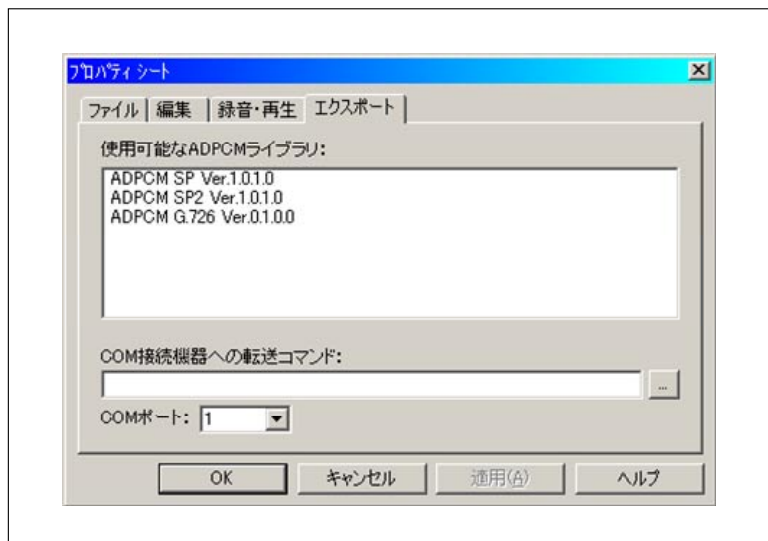 プロパティ シート
ファイル 編集 録音・再生 エクスポート
使用可能なADPCMライブラリ:
ADPCM SP Ver.1.0.1.0
ADPCM SP2 Ver.1.0.1.0
ADPCM G.726 Ver.0.1.0.0
COM接続機器への転送コマンド:
...
COMポート: 1
OK キャンセル 適用(A) ヘルプ